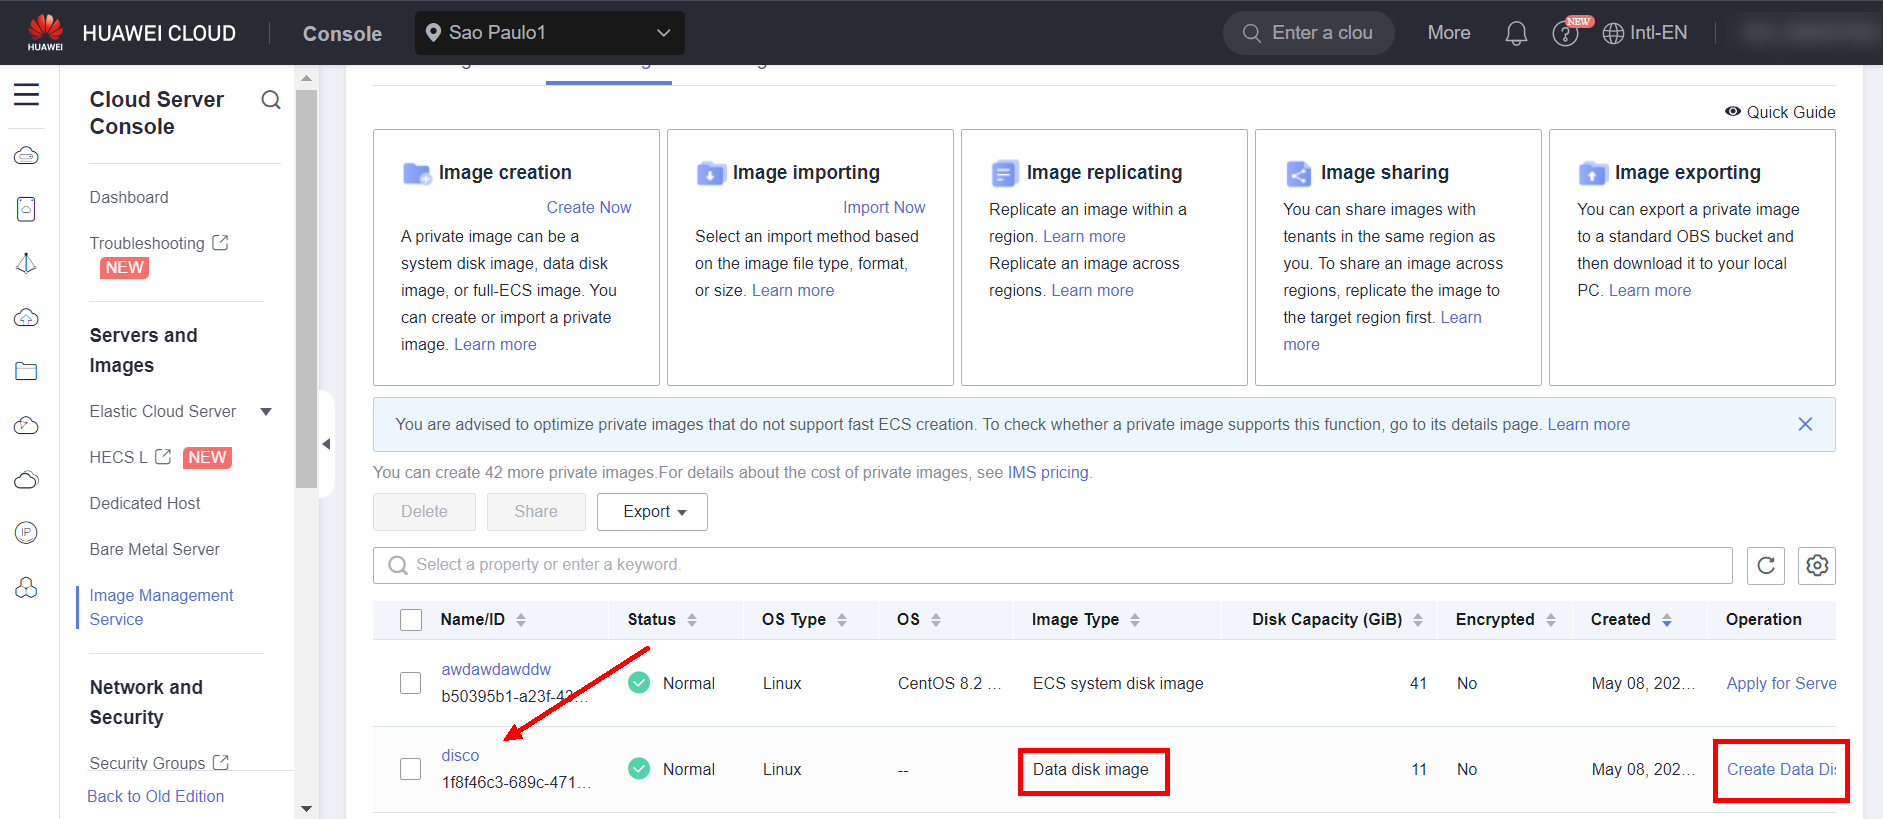 HUAWEI
HUAWEI CLOUD
Console
Sao Paulo1
Enter a clou
More
NEW
Intl-EN
Cloud Server
Console
Dashboard
Troubleshooting
NEW
Servers and
Images
Elastic Cloud Server
HECS L NEW
Dedicated Host
Bare Metal Server
IP
Image Management
Service
Network and
Security
Security Groups
Back to Old Edition
Quick Guide
Image creation
Create Now
A private image can be a
system disk image, data disk
image, or full-ECS image. You
can create or import a private
image. Learn more
Image importing
Import Now
Select an import method based
on the image file type, format,
or size. Learn more
Image replicating
Replicate an image within a
region. Learn more
Replicate an image across
regions. Learn more
Image sharing
You can share images with
tenants in the same region as
you. To share an image across
regions, replicate the image to
the target region first. Learn
more
Image exporting
You can export a private image
to a standard OBS bucket and
then download it to your local
PC. Learn more
You are advised to optimize private images that do not support fast ECS creation. To check whether a private image supports this function, go to its details page. Learn more
You can create 42 more private images.For details about the cost of private images, see IMS pricing.
Delete
Share
Export
Select a property or enter a keyword.
Name/ID Status OS Type OS Image Type Disk Capacity (GiB) Encrypted Created Operation
awdawdawddw
b50395b1-a23f-43... Normal Linux CentOS 8.2 ... ECS system disk image 41 No May 08, 202... Apply for Serve
disco
1f8f46c3-689c-471... Normal Linux -- Data disk image 11 No May 08, 202... Create Data Dis